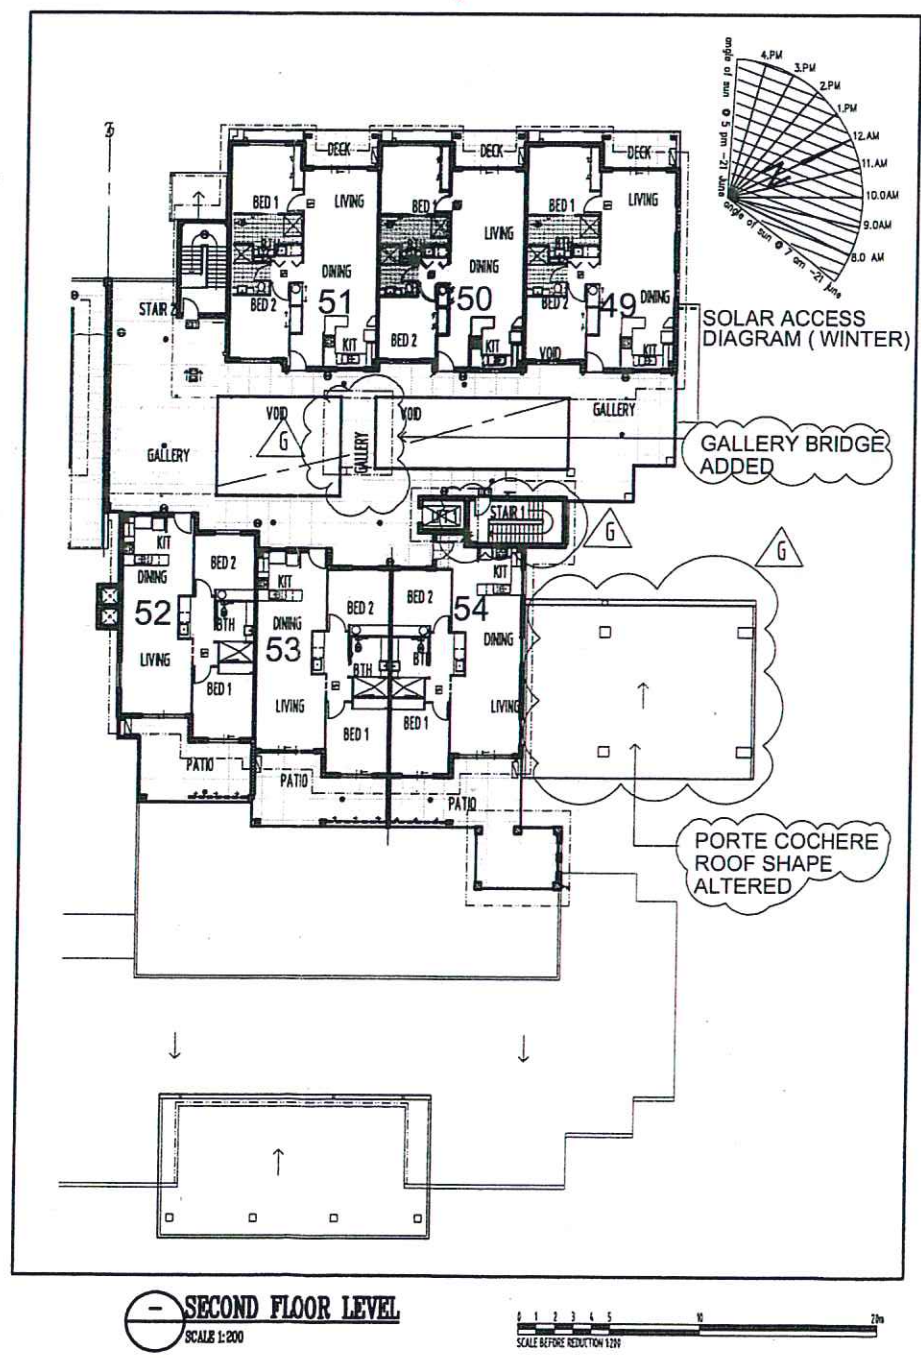 4.PM
3.PM
2.PM
1.PM
12.AM
11.AM
10.0AM
9.0AM
8.0 AM
angle of sun @ 5 pm -21 June
angle of sun @ 7 am -21 june
SOLAR ACCESS
DIAGRAM ( WINTER)
DECK
DECK
DECK
BED 1
LIVING
BED 1
LIVING
BED 1
LIVING
BTH
DINING
BTH
DINING
BTH
DINING
STAIR 2
BED 2
51
BED 2
50
BED 2
49
KIT
KIT
KIT
VOID
VOID
G
GALLERY
VOID
GALLERY
GALLERY
GALLERY BRIDGE
ADDED
STAIR 1
G
G
KIT
DINING
52
LIVING
BED 2
BTH
BED 1
KIT
DINING
53
LIVING
BED 2
BTH
BED 1
BED 2
BED 1
KIT
54
DINING
LIVING
PATIO
PATIO
PATIO
PORTE COCHERE
ROOF SHAPE
ALTERED
SECOND FLOOR LEVEL
SCALE 1:200
0 1 2 3 4 5 10 20m
SCALE BEFORE REDUCTION 1:200